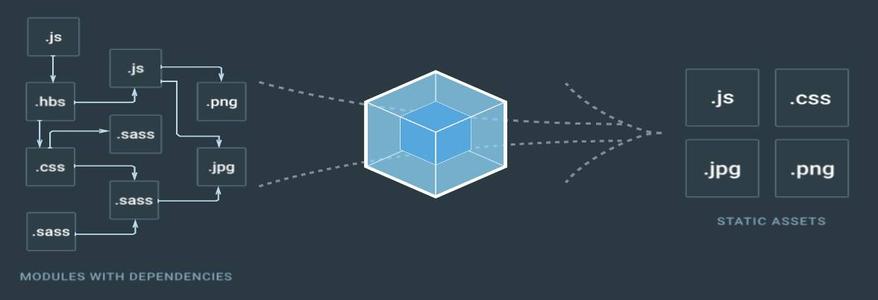 .js
.js
.hbs
.png
.sass
.css
.jpg
.sass
.sass
MODULES WITH DEPENDENCIES
.js
.css
.jpg
.png
STATIC ASSETS